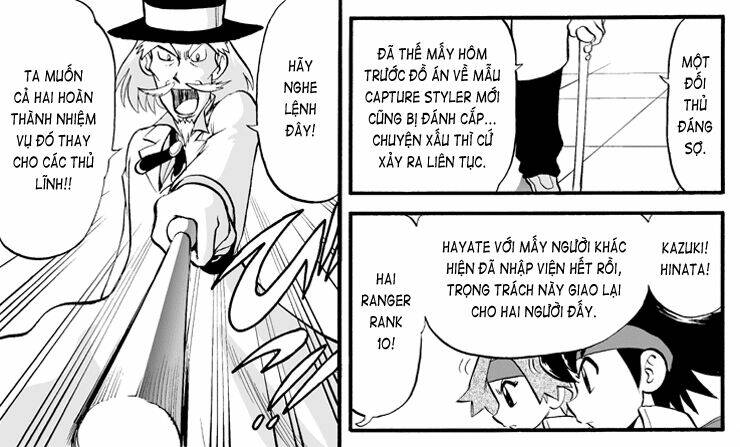 MỘT
ĐỐI
THỦ
ĐÁNG
SỢ.
ĐÃ THẾ MẤY HÔM
TRƯỚC ĐỒ ÁN VỀ MẪU
CAPTURE STYLER MỚI
CŨNG BỊ ĐÁNH CẮP...
CHUYỆN XẤU THÌ CỨ
XẢY RA LIÊN TỤC.
KAZUKI!
HINATA!
HAYATE VỚI MẤY NGƯỜI KHÁC
HIỆN ĐÃ NHẬP VIỆN HẾT RỒI,
TRỌNG TRÁCH NÀY GIAO LẠI
CHO HAI NGƯỜI ĐẤY.
HAI
RANGER
RANK
10!
HÃY
NGHE
LỆNH
ĐÂY!
TA MUỐN
CẢ HAI HOÀN
THÀNH NHIỆM
VỤ ĐÓ THAY
CHO CÁC THỦ
LĨNH!!